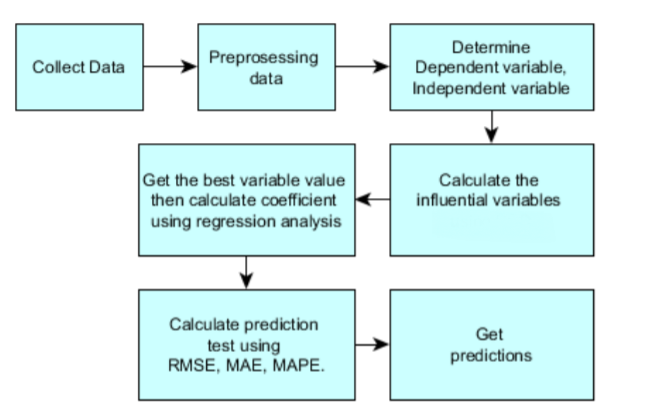 Collect Data
Preprosessing
data
Determine
Dependent variable,
Independent variable
Calculate the
influential variables
Get the best variable value
then calculate coefficient
using regression analysis
Calculate prediction
test using
RMSE, MAE, MAPE.
Get
predictions